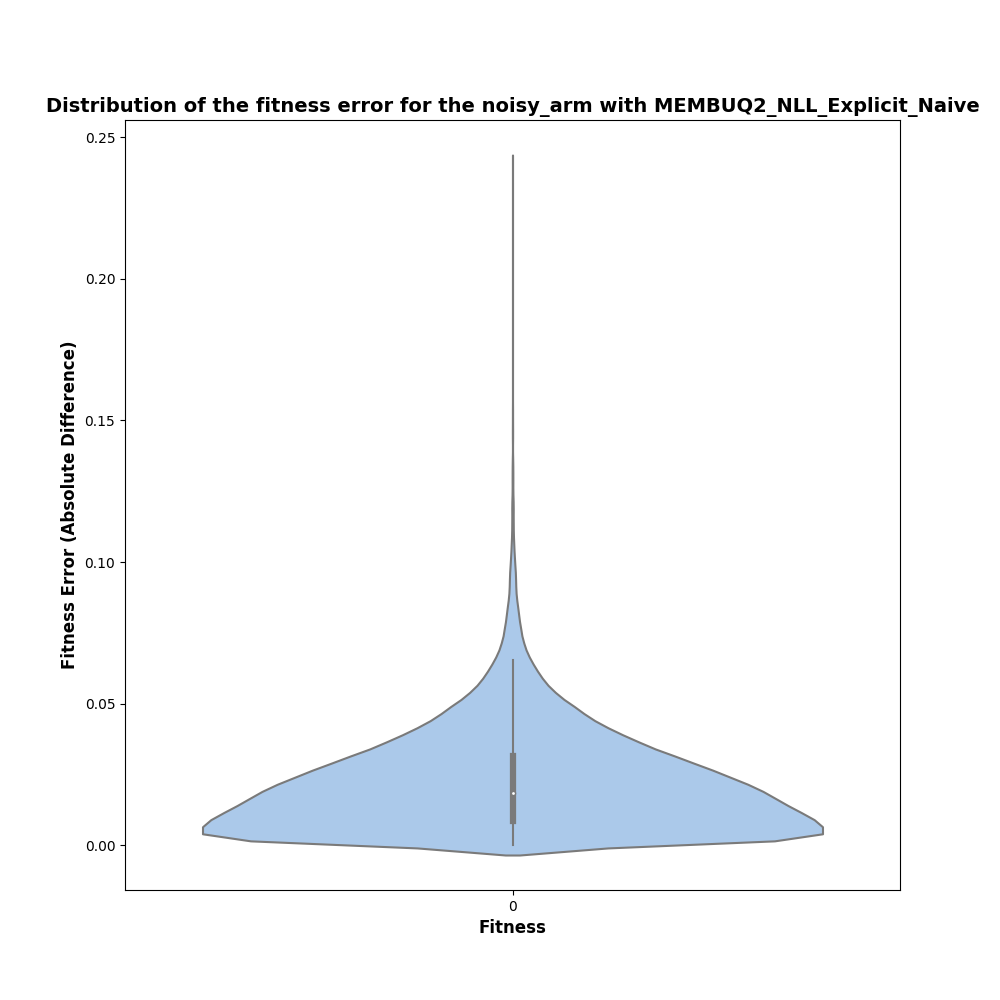 Distribution of the fitness error for the noisy_arm with MEMBUQ2_NLL_Explicit_Naive
0.25
0.20
0.15
0.10
0.05
0.00
Fitness Error (Absolute Difference)
0
Fitness